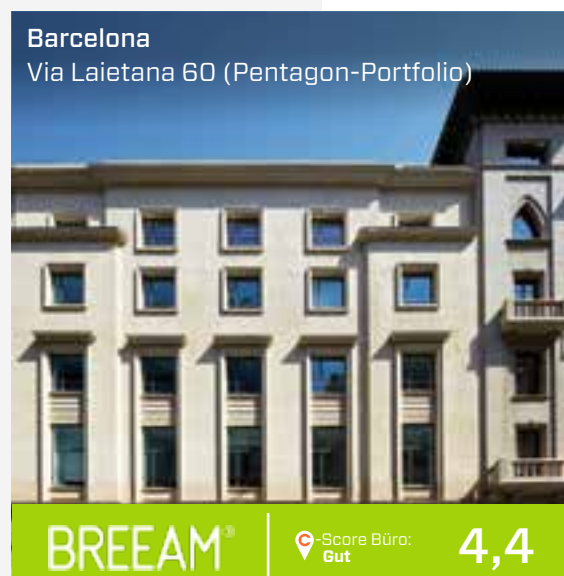 Barcelona
Via Laietana 60 (Pentagon-Portfolio)
BREEAM®
C-Score Büro:
Gut
4,4